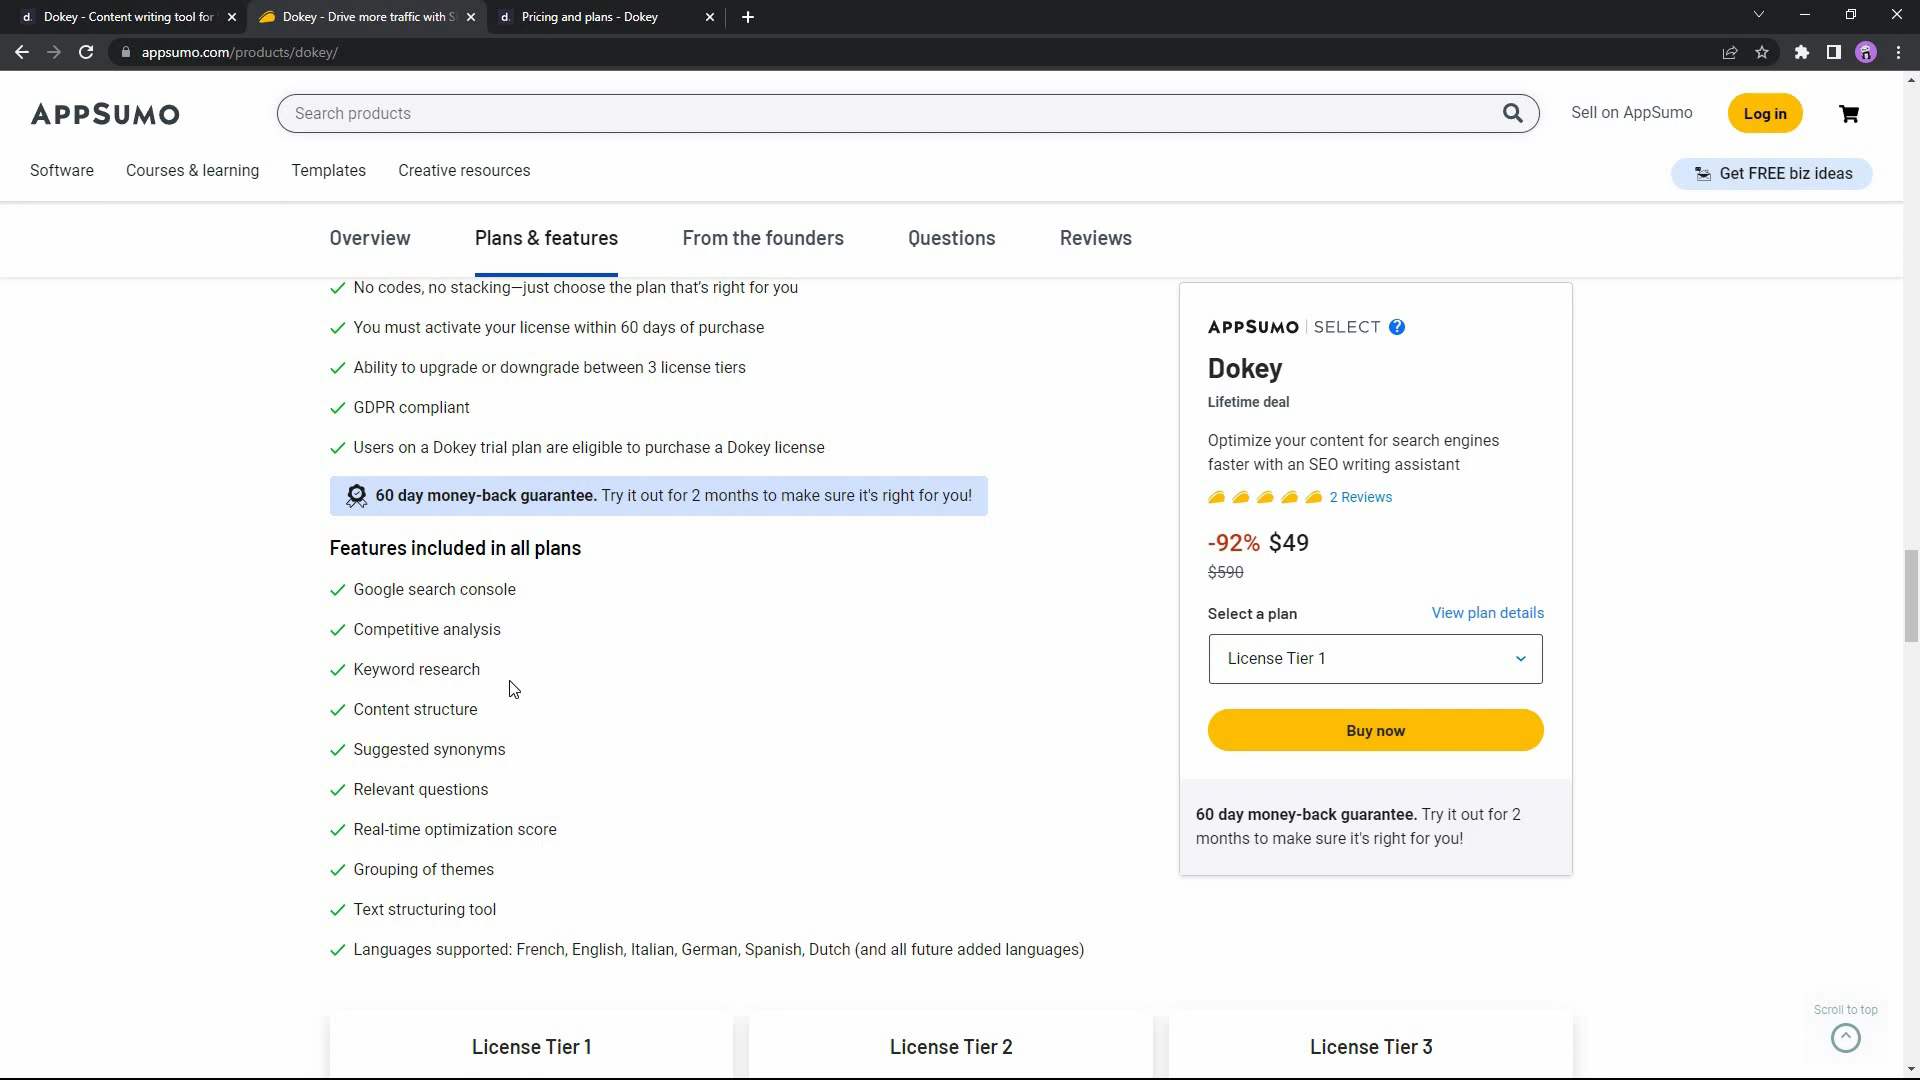 d. Dokey - Content writing tool for
Dokey - Drive more traffic with S
d. Pricing and plans - Dokey
appsumo.com/products/dokey/
APPSUMO
Search products
Sell on AppSumo
Log in
Software
Courses & learning
Templates
Creative resources
Get FREE biz ideas
Overview
Plans & features
From the founders
Questions
Reviews
No codes, no stacking—just choose the plan that's right for you
You must activate your license within 60 days of purchase
Ability to upgrade or downgrade between 3 license tiers
GDPR compliant
Users on a Dokey trial plan are eligible to purchase a Dokey license
60 day money-back guarantee. Try it out for 2 months to make sure it's right for you!
Features included in all plans
Google search console
Competitive analysis
Keyword research
Content structure
Suggested synonyms
Relevant questions
Real-time optimization score
Grouping of themes
Text structuring tool
Languages supported: French, English, Italian, German, Spanish, Dutch (and all future added languages)
APPSUMO | SELECT ?
Dokey
Lifetime deal
Optimize your content for search engines
faster with an SEO writing assistant
2 Reviews
-92% $49
$590
Select a plan
View plan details
License Tier 1
Buy now
60 day money-back guarantee. Try it out for 2
months to make sure it's right for you!
License Tier 1
License Tier 2
License Tier 3
Scroll to top